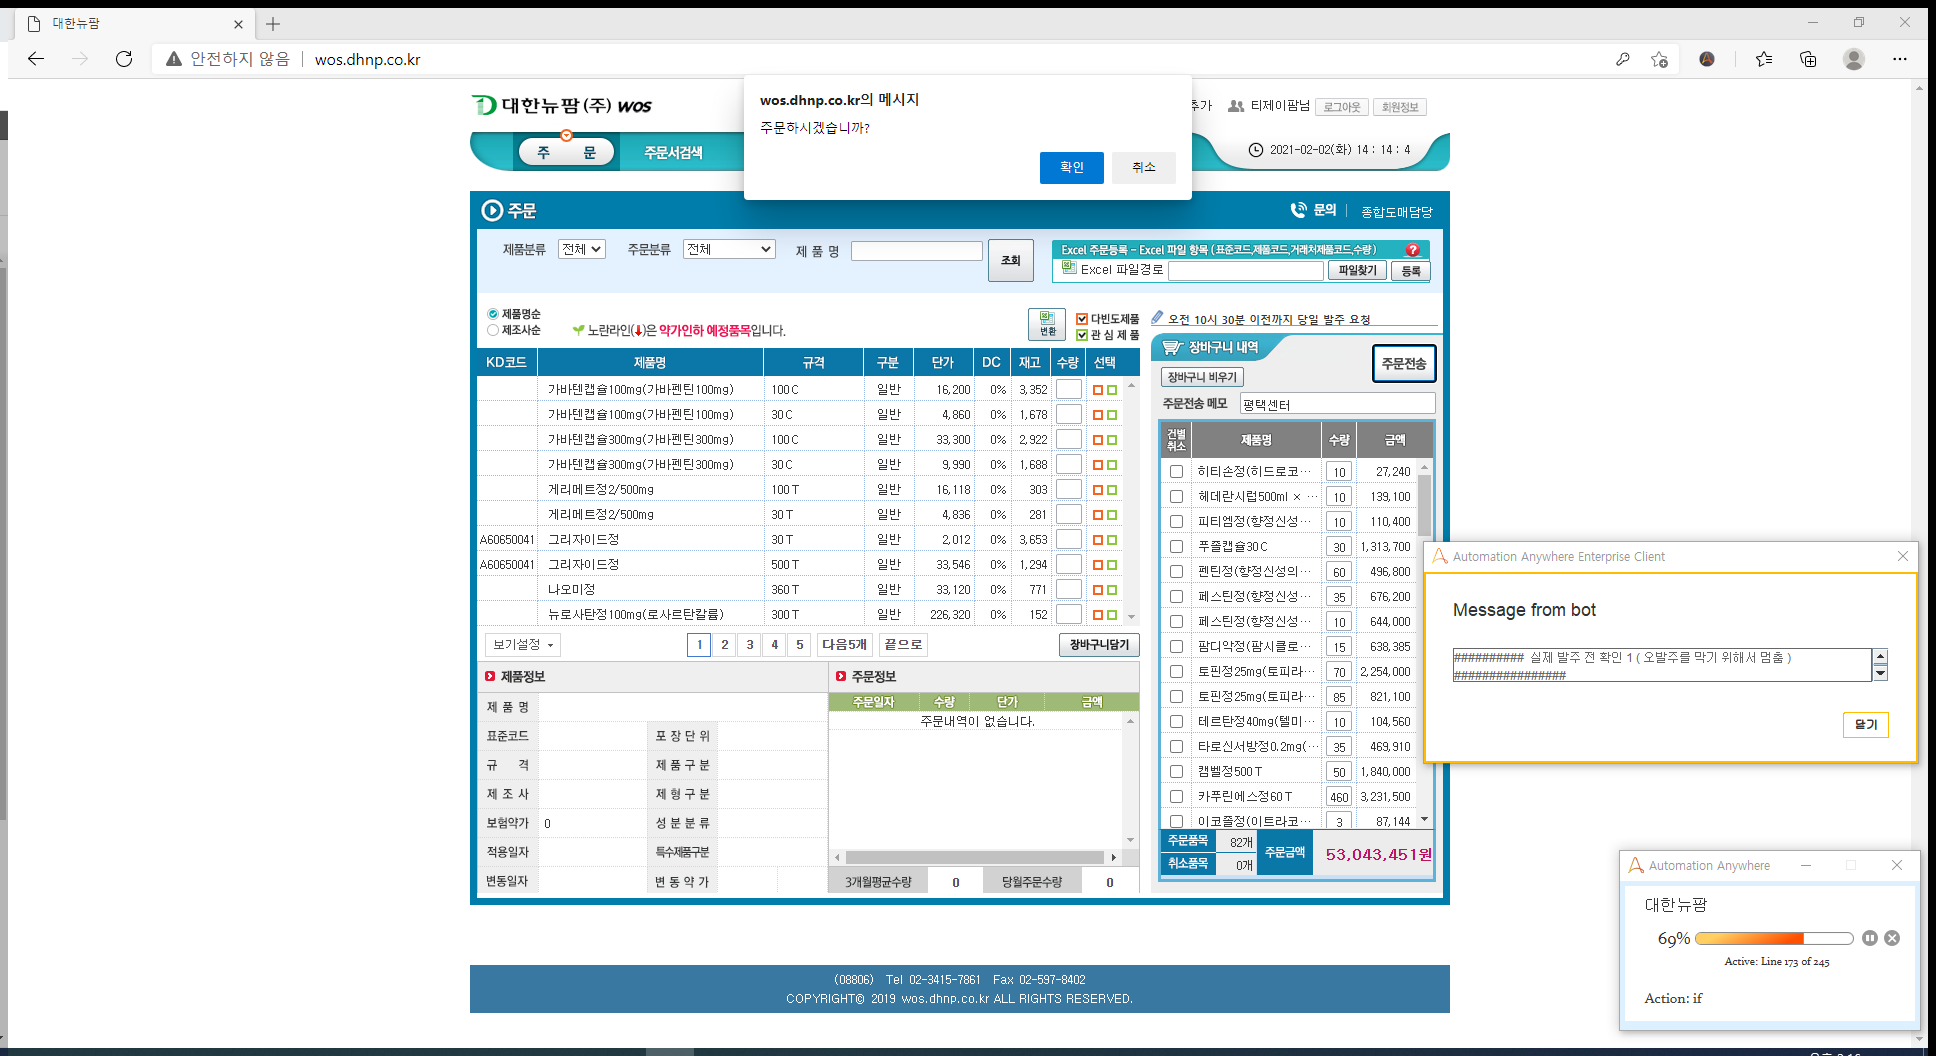 대한뉴팜
안전하지 않음
wos.dhnp.co.kr
wos.dhnp.co.kr의 메시지
주문하시겠습니까?
확인
취소
대한뉴팜(주) WOS
추가
티제이팜님
로그아웃
회원정보
주 문
주문서검색
2021-02-02(화) 14 : 14 : 4
주문
문의
종합도매담당
제품분류
전체
주문분류
전체
제 품 명
조회
Excel 주문등록 - Excel 파일 항목 (표준코드,제품코드,거래처제품코드,수량)
Excel 파일경로
파일찾기
등록
제품명순
제조사순
노란라인(↓)은 약가인하 예정품목입니다.
변환
다빈도제품
관 심 제 품
오전 10시 30분 이전까지 당일 발주 요청
KD코드 제품명 규격 구분 단가 DC 재고 수량 선택
가바텐캡슐100mg(가바펜틴100mg) 100 C 일반 16,200 0% 3,352
가바텐캡슐100mg(가바펜틴100mg) 30 C 일반 4,860 0% 1,678
가바텐캡슐300mg(가바펜틴300mg) 100 C 일반 33,300 0% 2,922
가바텐캡슐300mg(가바펜틴300mg) 30 C 일반 9,990 0% 1,688
게리메트정2/500mg 100 T 일반 16,118 0% 303
게리메트정2/500mg 30 T 일반 4,836 0% 281
A60650041 그리자이드정 30 T 일반 2,012 0% 3,653
A60650041 그리자이드정 500 T 일반 33,546 0% 1,294
나오미정 360 T 일반 33,120 0% 771
뉴로사탄정100mg(로사르탄칼륨) 300 T 일반 226,320 0% 152
보기설정
1 2 3 4 5 다음5개 끝으로
장바구니담기
제품정보
제 품 명
표준코드 포 장 단 위
규 격 제 품 구 분
제 조 사 제 형 구 분
보험약가 0 성 분 분 류
적용일자 특수제품구분
변동일자 변 동 약 가
주문정보
주문일자 수량 단가 금액
주문내역이 없습니다.
3개월평균수량 0 당월주문수량 0
장바구니 내역
주문전송
장바구니 비우기
주문전송 메모 평택센터
건별취소 제품명 수량 금액
히티손정(히드로코··· 10 27,240
헤데란시럽500ml × ··· 10 139,100
피티엠정(향정신성··· 10 110,400
푸졸캡슐30C 30 1,313,700
펜틴정(향정신성의··· 60 496,800
페스틴정(향정신성··· 35 676,200
페스틴정(향정신성··· 10 644,000
팜디약정(팜시클로··· 15 638,385
토핀정25mg(토피라··· 70 2,254,000
토핀정25mg(토피라··· 85 821,100
테르탄정40mg(텔미··· 10 104,560
타로신서방정0.2mg(··· 35 469,910
캠벨정500T 50 1,840,000
카푸린에스정60T 460 3,231,500
이코졸정(이트라코··· 3 87,144
주문품목 82개
취소품목 0개
주문금액 53,043,451원
Automation Anywhere Enterprise Client
Message from bot
########## 실제 발주 전 확인 1 ( 오발주를 막기 위해서 멈춤 )
################
닫기
Automation Anywhere
대한뉴팜
69%
Active: Line 173 of 245
Action: if
(08806) Tel 02-3415-7861 Fax 02-597-8402
COPYRIGHT© 2019 wos.dhnp.co.kr ALL RIGHTS RESERVED.